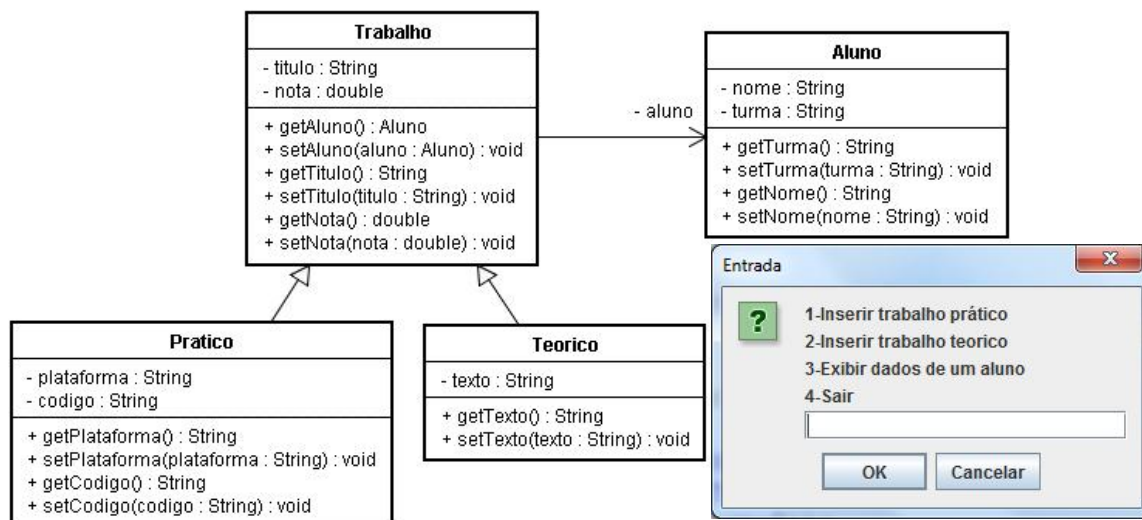 Trabalho
- titulo : String
- nota : double
+ getAluno() : Aluno
+ setAluno(aluno : Aluno) : void
+ getTitulo() : String
+ setTitulo(titulo : String) : void
+ getNota() : double
+ setNota(nota : double) : void
- aluno
Aluno
- nome : String
- turma : String
+ getTurma() : String
+ setTurma(turma : String) : void
+ getNome() : String
+ setNome(nome : String) : void
Pratico
- plataforma : String
- codigo : String
+ getPlataforma() : String
+ setPlataforma(plataforma : String) : void
+ getCodigo() : String
+ setCodigo(codigo : String) : void
Teorico
- texto : String
+ getTexto() : String
+ setTexto(texto : String) : void
Entrada
1-Inserir trabalho prático
2-Inserir trabalho teorico
3-Exibir dados de um aluno
4-Sair
OK
Cancelar